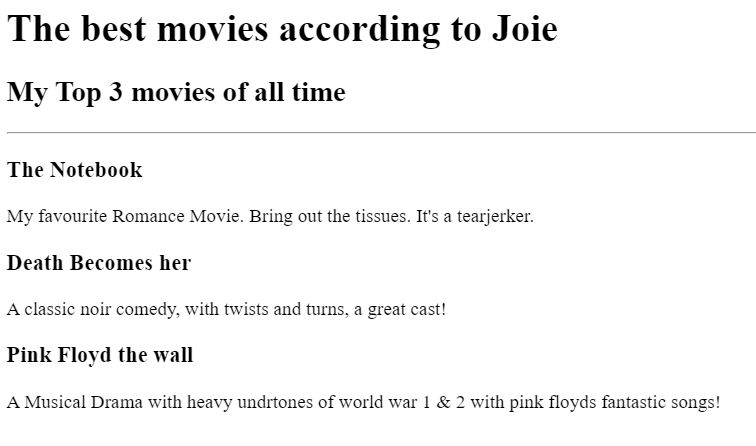 The best movies according to Joie
My Top 3 movies of all time
The Notebook
My favourite Romance Movie. Bring out the tissues. It's a tearjerker.
Death Becomes her
A classic noir comedy, with twists and turns, a great cast!
Pink Floyd the wall
A Musical Drama with heavy undrtones of world war 1 & 2 with pink floyds fantastic songs!